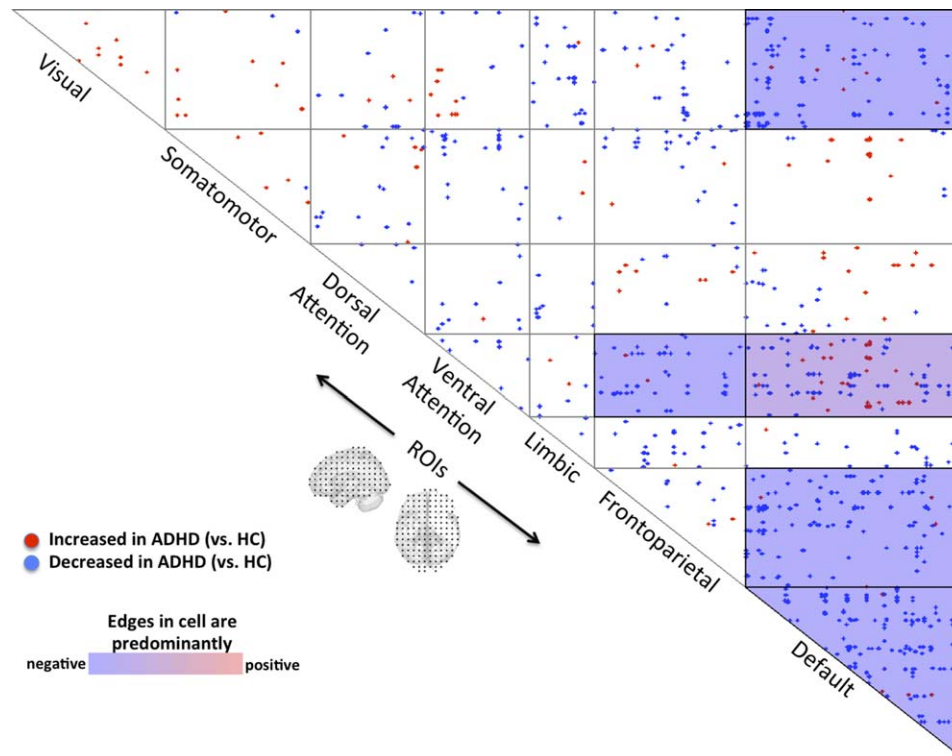 Visual
Somatomotor
Dorsal
Attention
Ventral
Attention
Limbic
Frontoparietal
Default
ROIs
Increased in ADHD (vs. HC)
Decreased in ADHD (vs. HC)
Edges in cell are
predominantly
negative positive